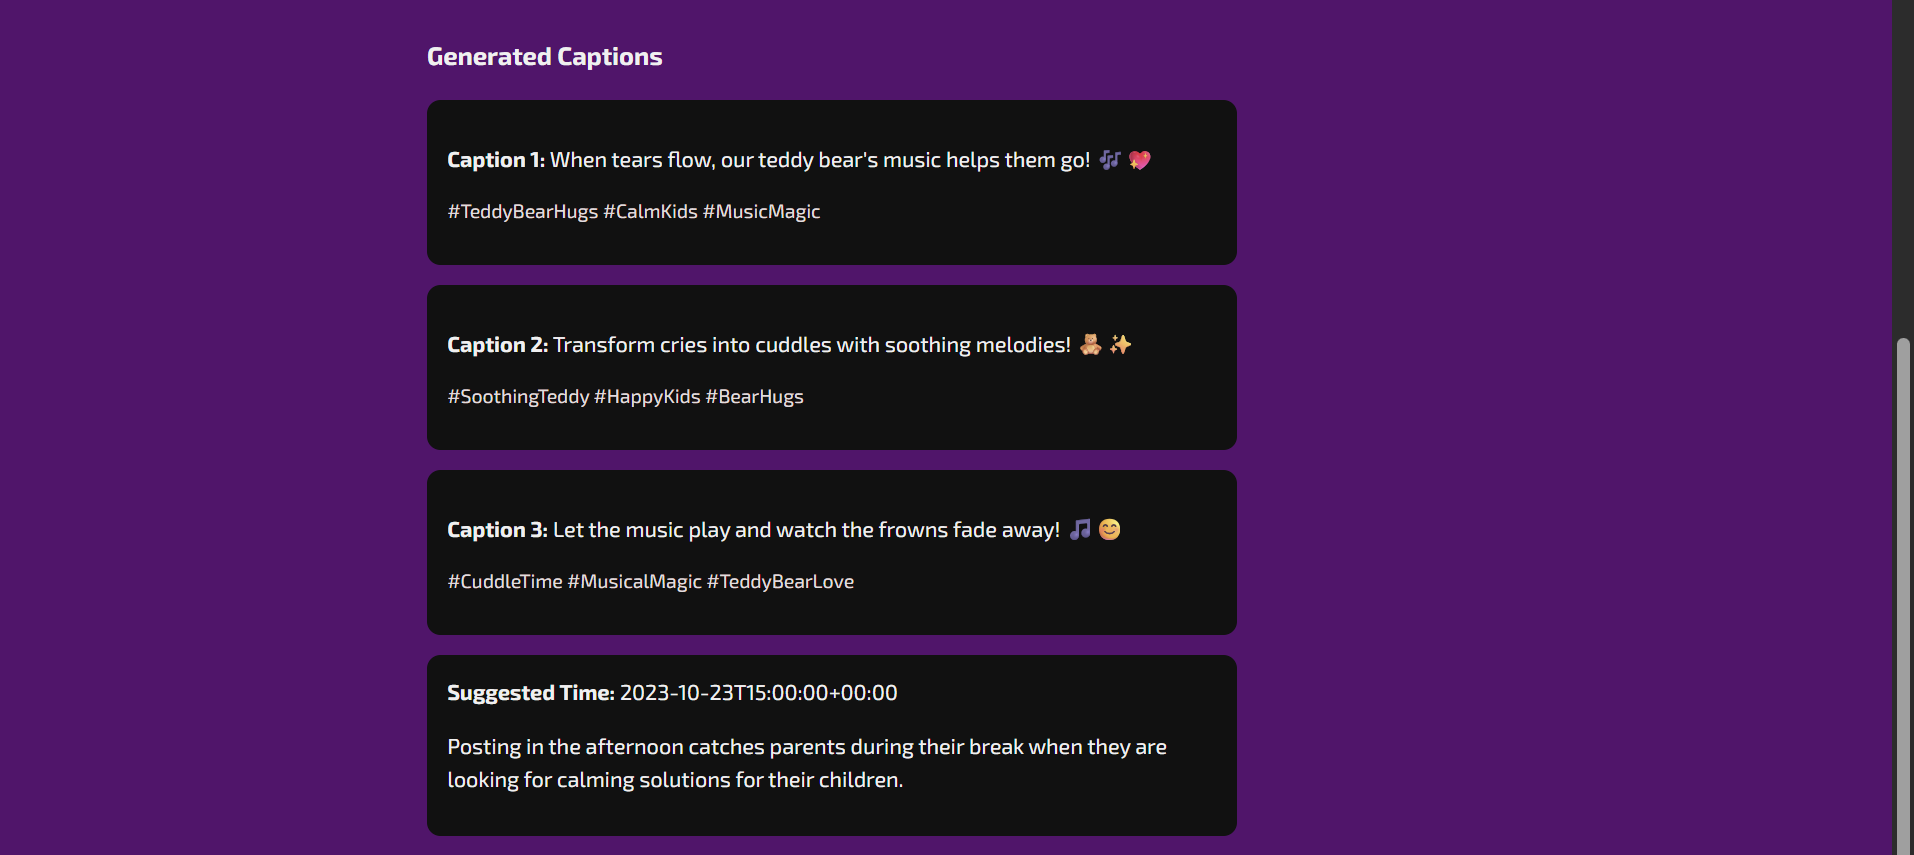 Generated Captions
Caption 1: When tears flow, our teddy bear's music helps them go! 🎶 💖
#TeddyBearHugs #CalmKids #MusicMagic
Caption 2: Transform cries into cuddles with soothing melodies! 🧸 ✨
#SoothingTeddy #HappyKids #BearHugs
Caption 3: Let the music play and watch the frowns fade away! 🎵 😊
#CuddleTime #MusicalMagic #TeddyBearLove
Suggested Time: 2023-10-23T15:00:00+00:00
Posting in the afternoon catches parents during their break when they are
looking for calming solutions for their children.